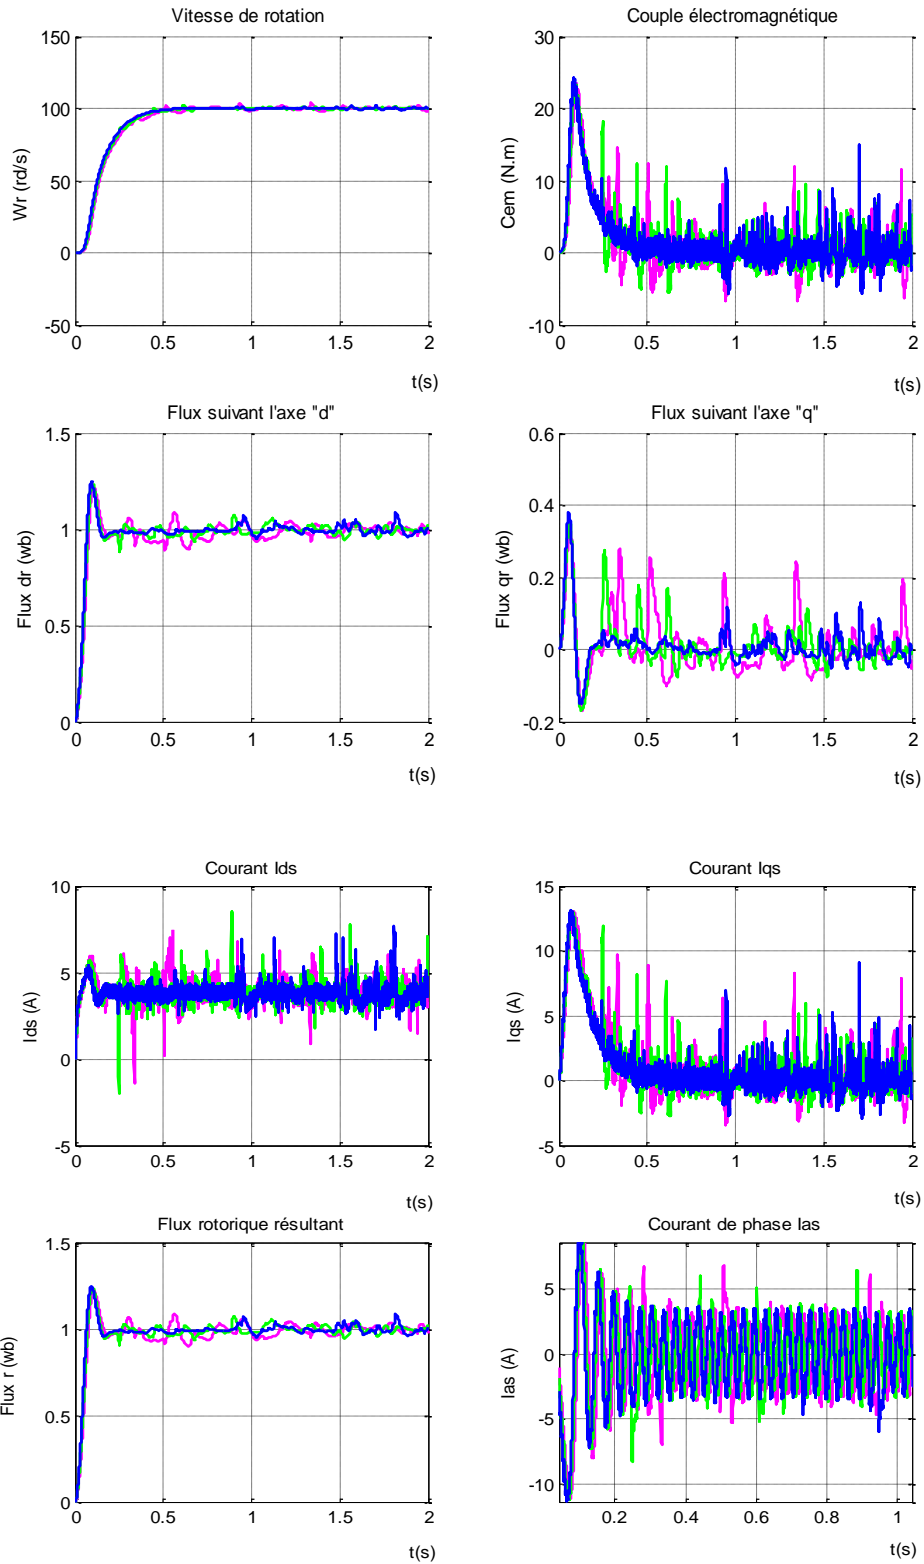 Vitesse de rotation
150
100
50
0
-50
Wr (rd/s)
0 0.5 1 1.5 2
t(s)
Couple électromagnétique
30
20
10
0
-10
Cem (N.m)
0 0.5 1 1.5 2
t(s)
Flux suivant l'axe "d"
1.5
1
0.5
0
Flux dr (wb)
0 0.5 1 1.5 2
t(s)
Flux suivant l'axe "q"
0.6
0.4
0.2
0
-0.2
Flux qr (wb)
0 0.5 1 1.5 2
t(s)
Courant Ids
10
5
0
-5
Ids (A)
0 0.5 1 1.5 2
t(s)
Courant Iqs
15
10
5
0
-5
Iqs (A)
0 0.5 1 1.5 2
t(s)
Flux rotorique résultant
1.5
1
0.5
0
Flux r (wb)
0 0.5 1 1.5 2
t(s)
Courant de phase Ias
5
0
-5
-10
Ias (A)
0.2 0.4 0.6 0.8 1
t(s)